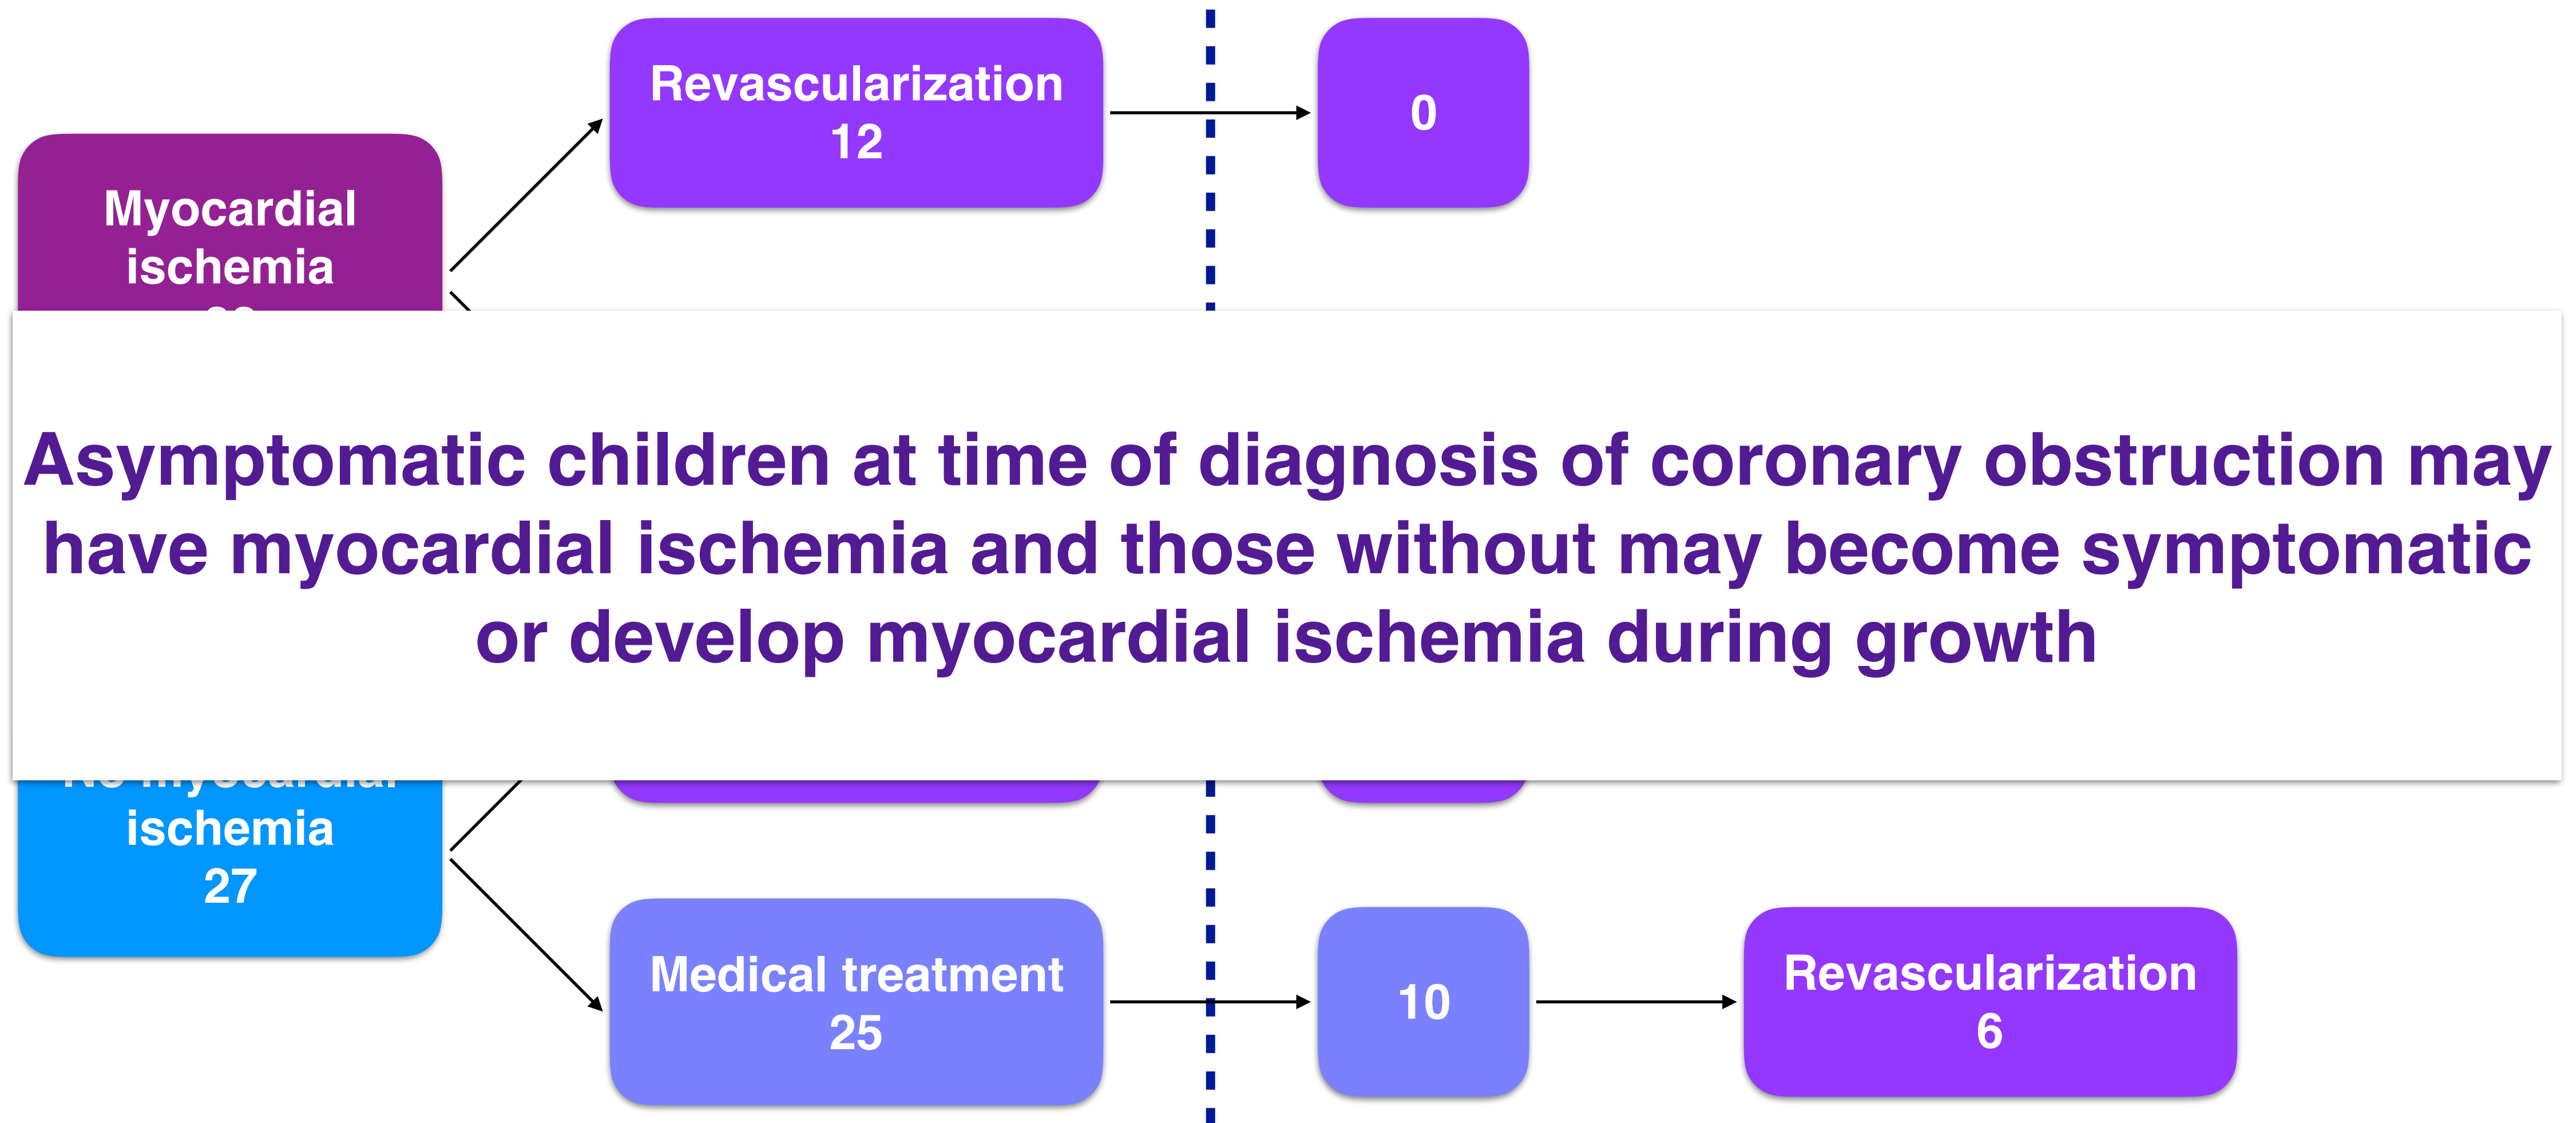 Revascularization
12
0
Myocardial
ischemia
Asymptomatic children at time of diagnosis of coronary obstruction may
have myocardial ischemia and those without may become symptomatic
or develop myocardial ischemia during growth
No myocardial
ischemia
27
Medical treatment
25
10
Revascularization
6